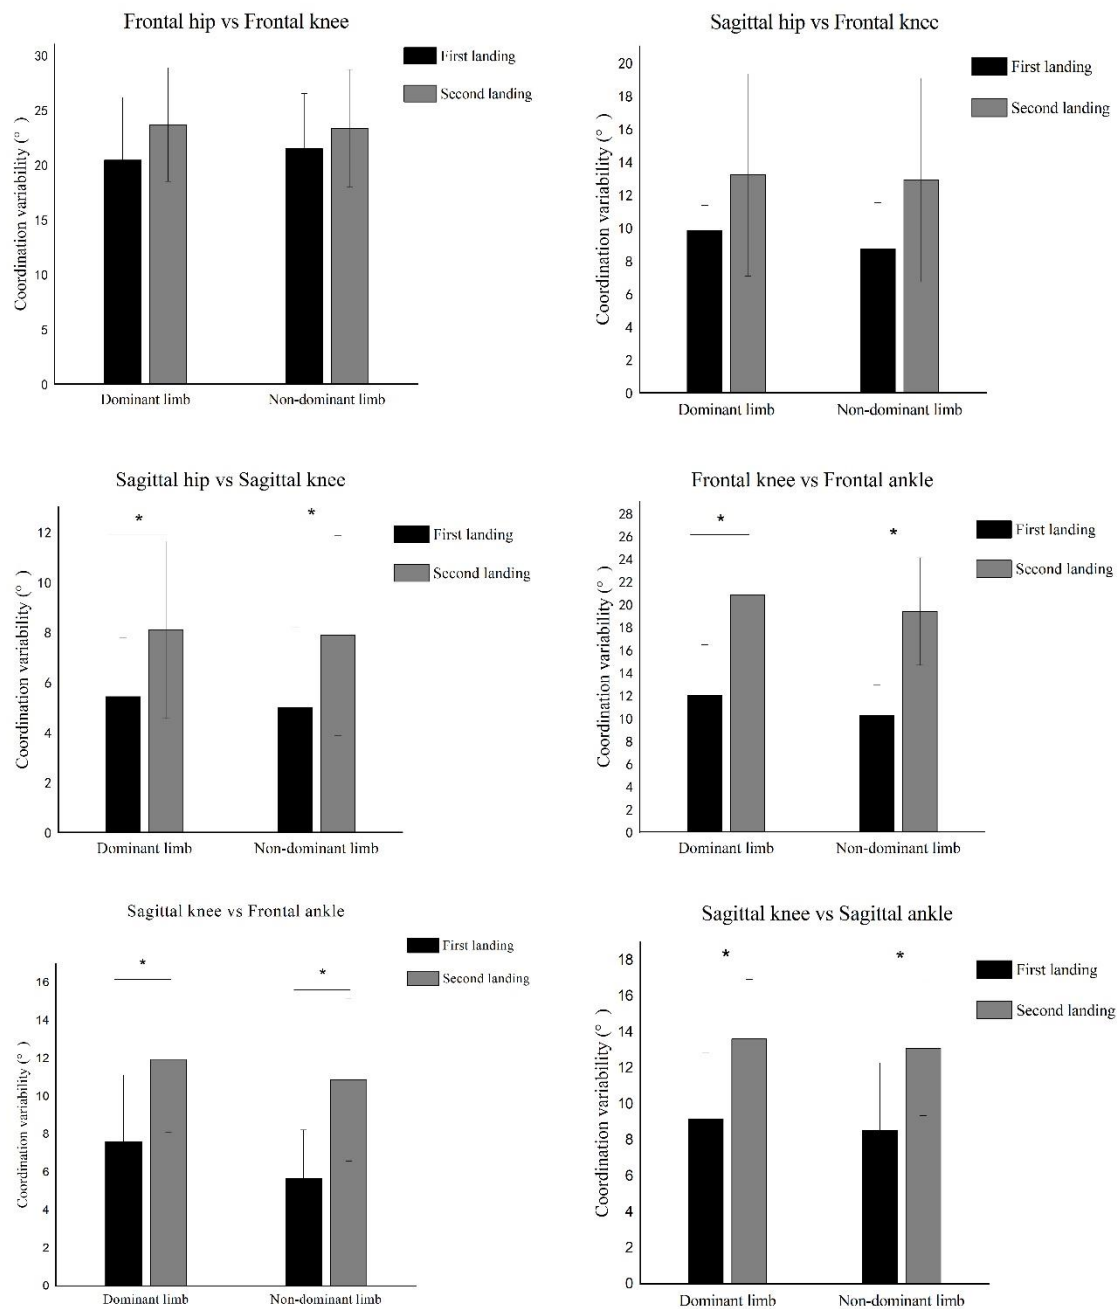 Frontal hip vs Frontal knee
30
25
20
15
10
5
0
Coordination variability (°)
Dominant limb
Non-dominant limb
First landing
Second landing
Sagittal hip vs Frontal knee
20
18
16
14
12
10
8
6
4
2
0
Coordination variability (°)
Dominant limb
Non-dominant limb
First landing
Second landing
Sagittal hip vs Sagittal knee
12
10
8
6
4
2
0
Coordination variability (°)
*
*
Dominant limb
Non-dominant limb
First landing
Second landing
Frontal knee vs Frontal ankle
28
26
24
22
20
18
16
14
12
10
8
6
4
2
0
Coordination variability (°)
*
*
Dominant limb
Non-dominant limb
First landing
Second landing
Sagittal knee vs Frontal ankle
16
14
12
10
8
6
4
2
0
Coordination variability (°)
*
*
Dominant limb
Non-dominant limb
First landing
Second landing
Sagittal knee vs Sagittal ankle
18
16
14
12
10
8
6
4
2
0
Coordination variability (°)
*
*
Dominant limb
Non-dominant limb
First landing
Second landing